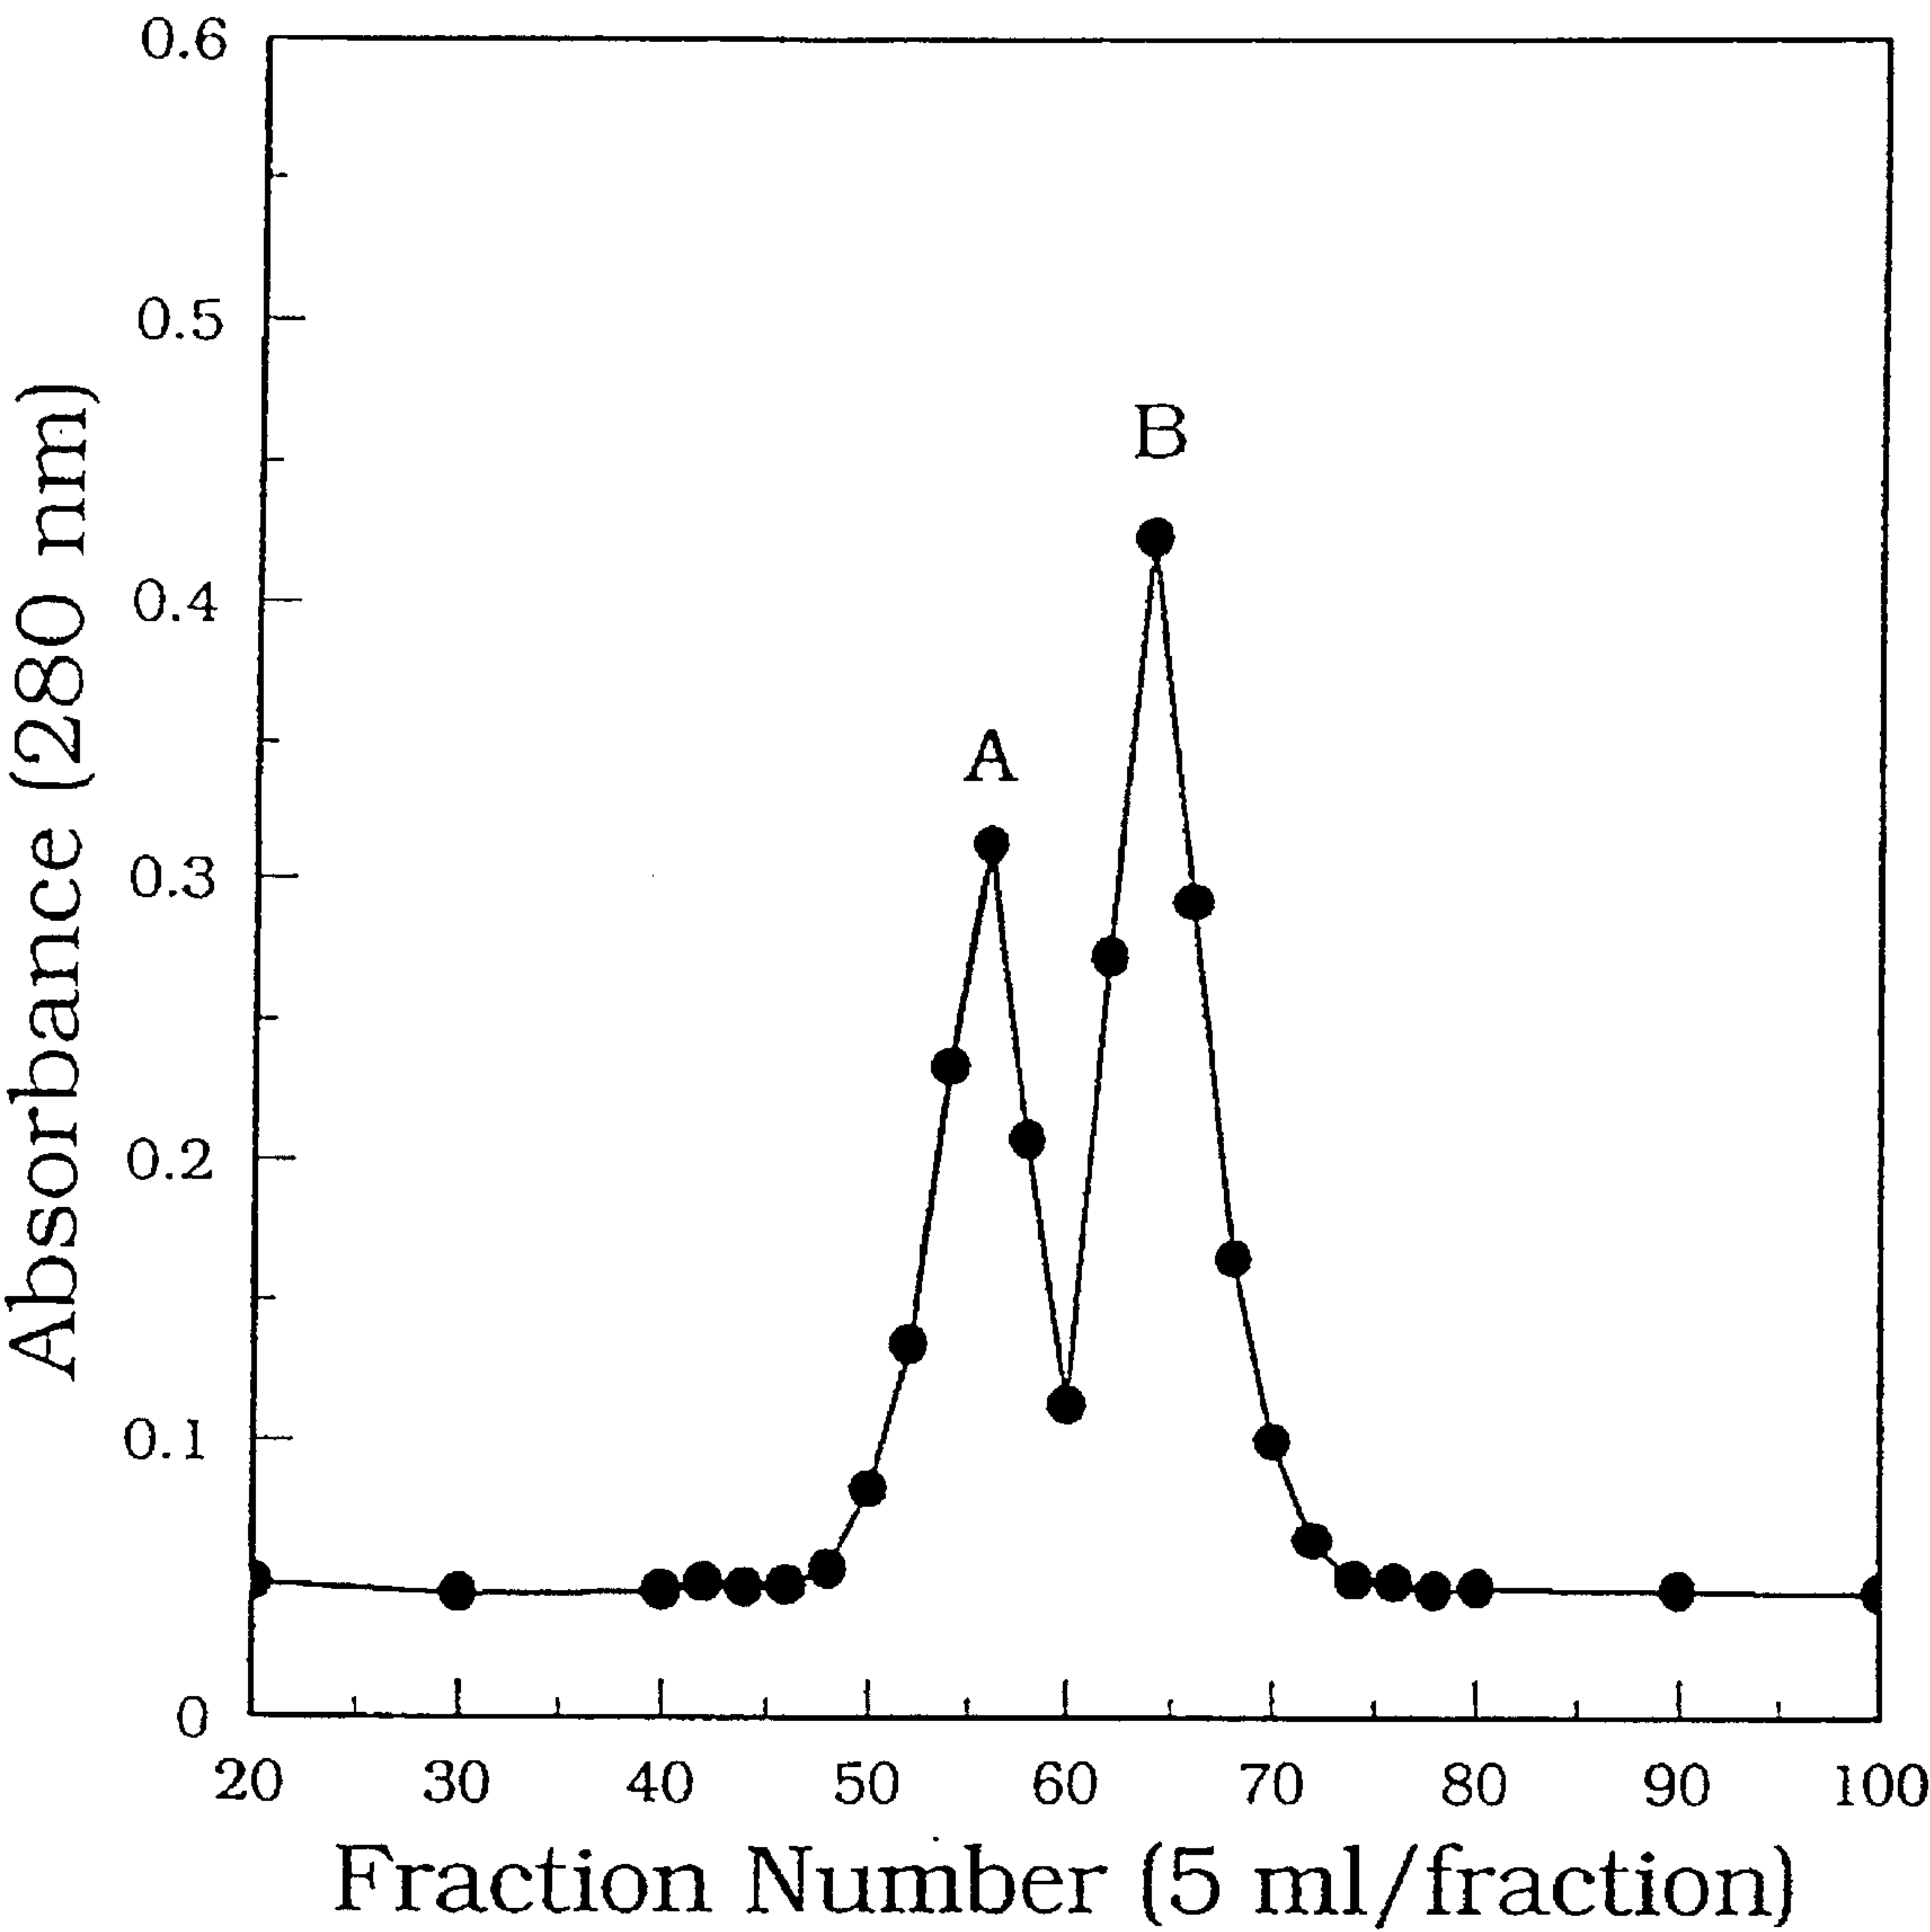 0.6
0.5
0.4
0.3
0.2
0.1
0
Absorbance (280 nm)
A
B
20 30 40 50 60 70 80 90 100
Fraction Number (5 ml/fraction)